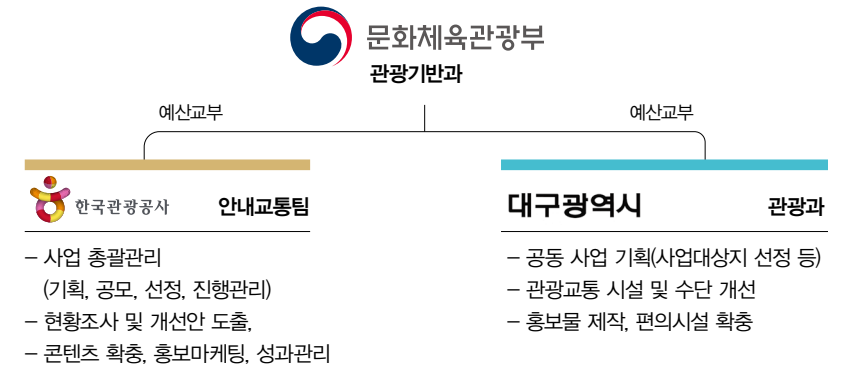 문화체육관광부
관광기반과
예산교부
예산교부
한국관광공사 안내교통팀
– 사업 총괄관리
(기획, 공모, 선정, 진행관리)
– 현황조사 및 개선안 도출,
– 콘텐츠 확충, 홍보마케팅, 성과관리
대구광역시 관광과
– 공동 사업 기획(사업대상지 선정 등)
– 관광교통 시설 및 수단 개선
– 홍보물 제작, 편의시설 확충